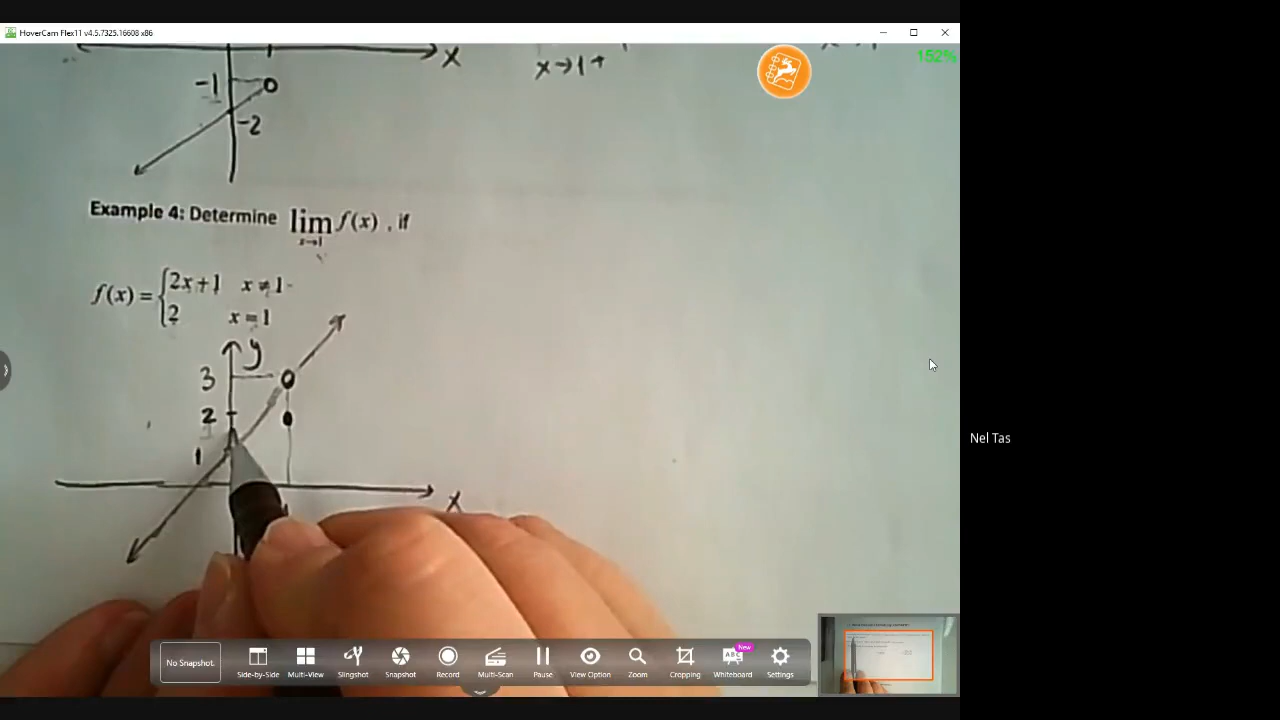 HoverCam Flex11 v4.5.7325.16608 x86
152%
x
x→1+
-1
-2
Example 4: Determine lim f(x) , if
x→1
f(x) = { 2x+1 x ≠ 1
2 x = 1
y
3
2
1
x
Nel Tas
No Snapshot.
Side-by-Side
Multi-View
Slingshot
Snapshot
Record
Multi-Scan
Pause
View Option
Zoom
Cropping
ABC
New
Whiteboard
Settings